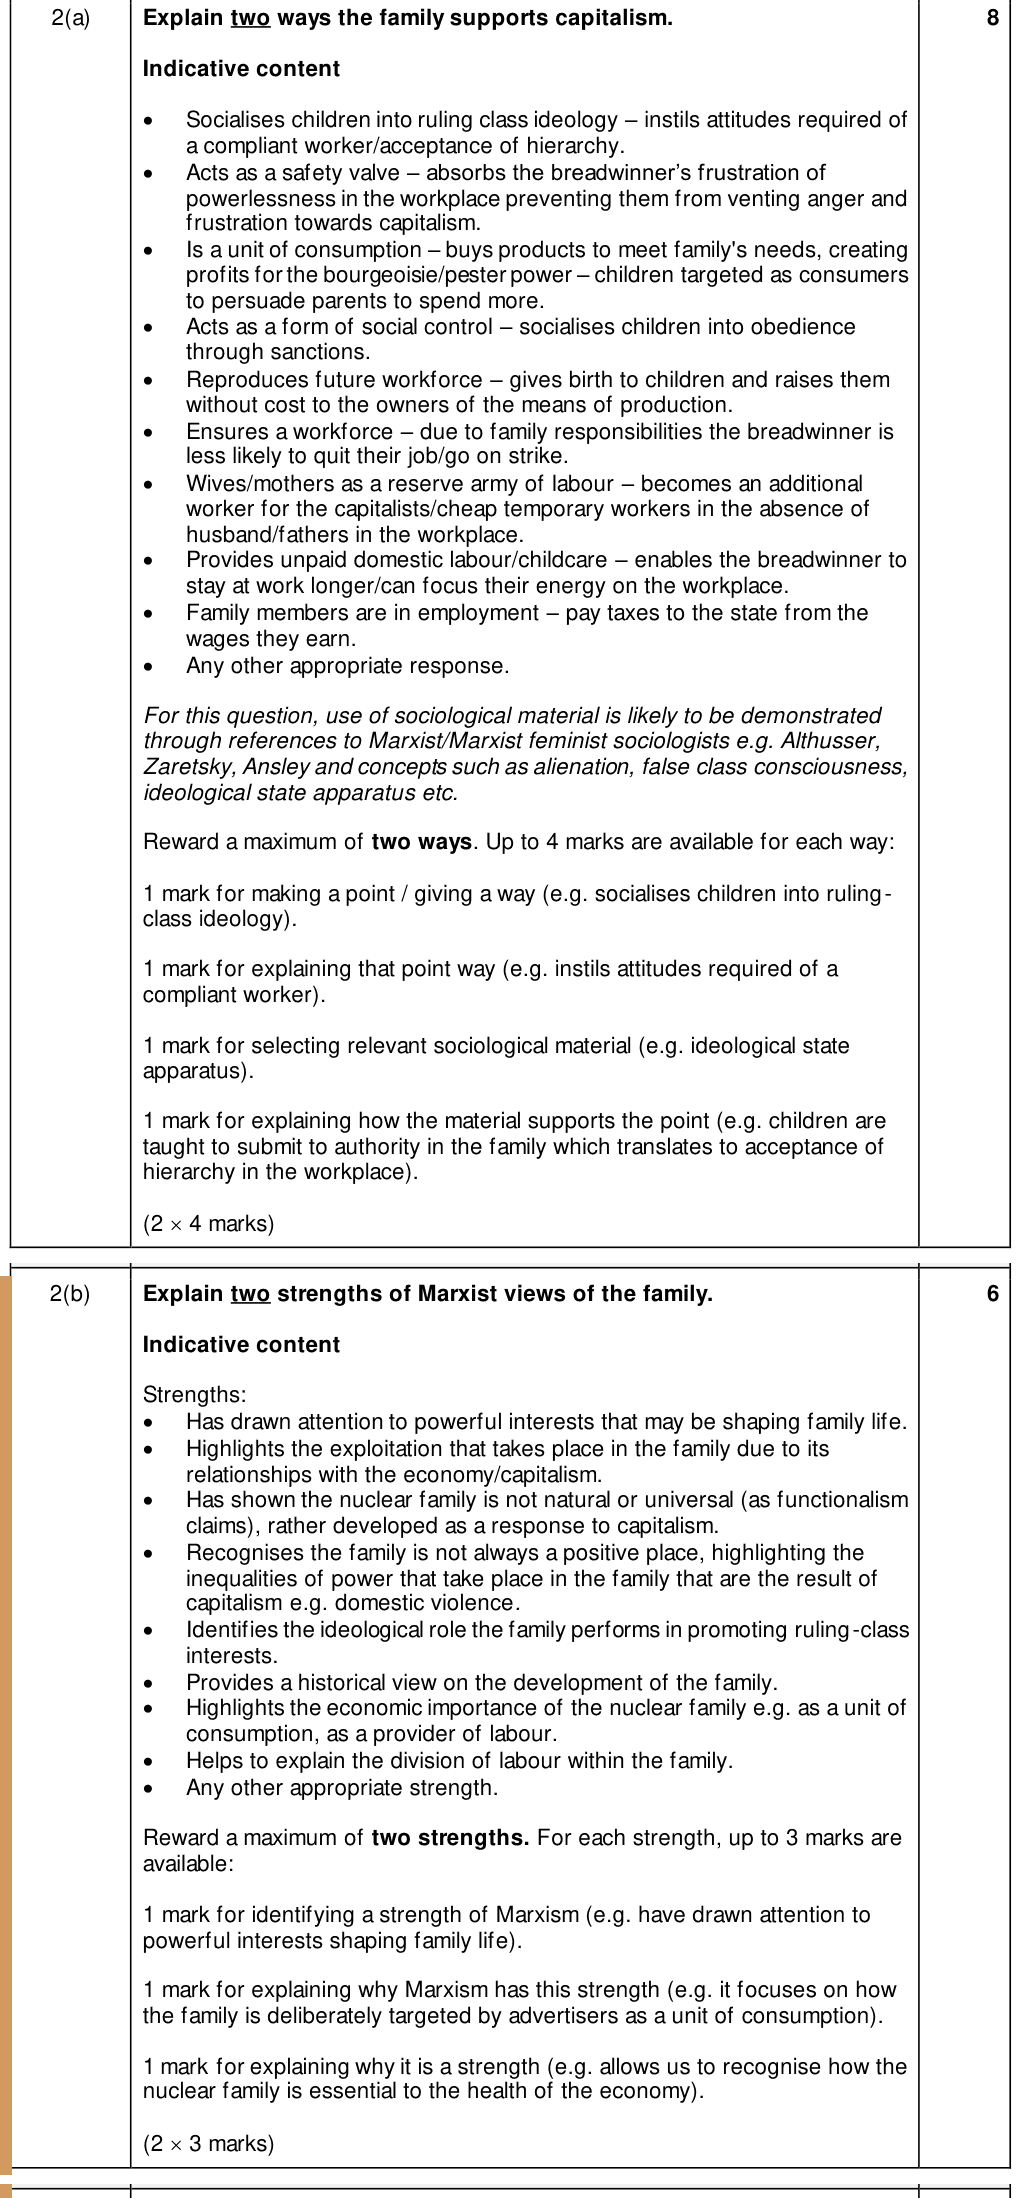 2(a) Explain two ways the family supports capitalism. 8
Indicative content
• Socialises children into ruling class ideology – instils attitudes required of
a compliant worker/acceptance of hierarchy.
• Acts as a safety valve – absorbs the breadwinner's frustration of
powerlessness in the workplace preventing them from venting anger and
frustration towards capitalism.
• Is a unit of consumption – buys products to meet family's needs, creating
profits for the bourgeoisie/pester power – children targeted as consumers
to persuade parents to spend more.
• Acts as a form of social control – socialises children into obedience
through sanctions.
• Reproduces future workforce – gives birth to children and raises them
without cost to the owners of the means of production.
• Ensures a workforce – due to family responsibilities the breadwinner is
less likely to quit their job/go on strike.
• Wives/mothers as a reserve army of labour – becomes an additional
worker for the capitalists/cheap temporary workers in the absence of
husband/fathers in the workplace.
• Provides unpaid domestic labour/childcare – enables the breadwinner to
stay at work longer/can focus their energy on the workplace.
• Family members are in employment – pay taxes to the state from the
wages they earn.
• Any other appropriate response.
For this question, use of sociological material is likely to be demonstrated
through references to Marxist/Marxist feminist sociologists e.g. Althusser,
Zaretsky, Ansley and concepts such as alienation, false class consciousness,
ideological state apparatus etc.
Reward a maximum of two ways. Up to 4 marks are available for each way:
1 mark for making a point / giving a way (e.g. socialises children into ruling-
class ideology).
1 mark for explaining that point way (e.g. instils attitudes required of a
compliant worker).
1 mark for selecting relevant sociological material (e.g. ideological state
apparatus).
1 mark for explaining how the material supports the point (e.g. children are
taught to submit to authority in the family which translates to acceptance of
hierarchy in the workplace).
(2 × 4 marks)
2(b) Explain two strengths of Marxist views of the family. 6
Indicative content
Strengths:
• Has drawn attention to powerful interests that may be shaping family life.
• Highlights the exploitation that takes place in the family due to its
relationships with the economy/capitalism.
• Has shown the nuclear family is not natural or universal (as functionalism
claims), rather developed as a response to capitalism.
• Recognises the family is not always a positive place, highlighting the
inequalities of power that take place in the family that are the result of
capitalism e.g. domestic violence.
• Identifies the ideological role the family performs in promoting ruling-class
interests.
• Provides a historical view on the development of the family.
• Highlights the economic importance of the nuclear family e.g. as a unit of
consumption, as a provider of labour.
• Helps to explain the division of labour within the family.
• Any other appropriate strength.
Reward a maximum of two strengths. For each strength, up to 3 marks are
available:
1 mark for identifying a strength of Marxism (e.g. have drawn attention to
powerful interests shaping family life).
1 mark for explaining why Marxism has this strength (e.g. it focuses on how
the family is deliberately targeted by advertisers as a unit of consumption).
1 mark for explaining why it is a strength (e.g. allows us to recognise how the
nuclear family is essential to the health of the economy).
(2 × 3 marks)